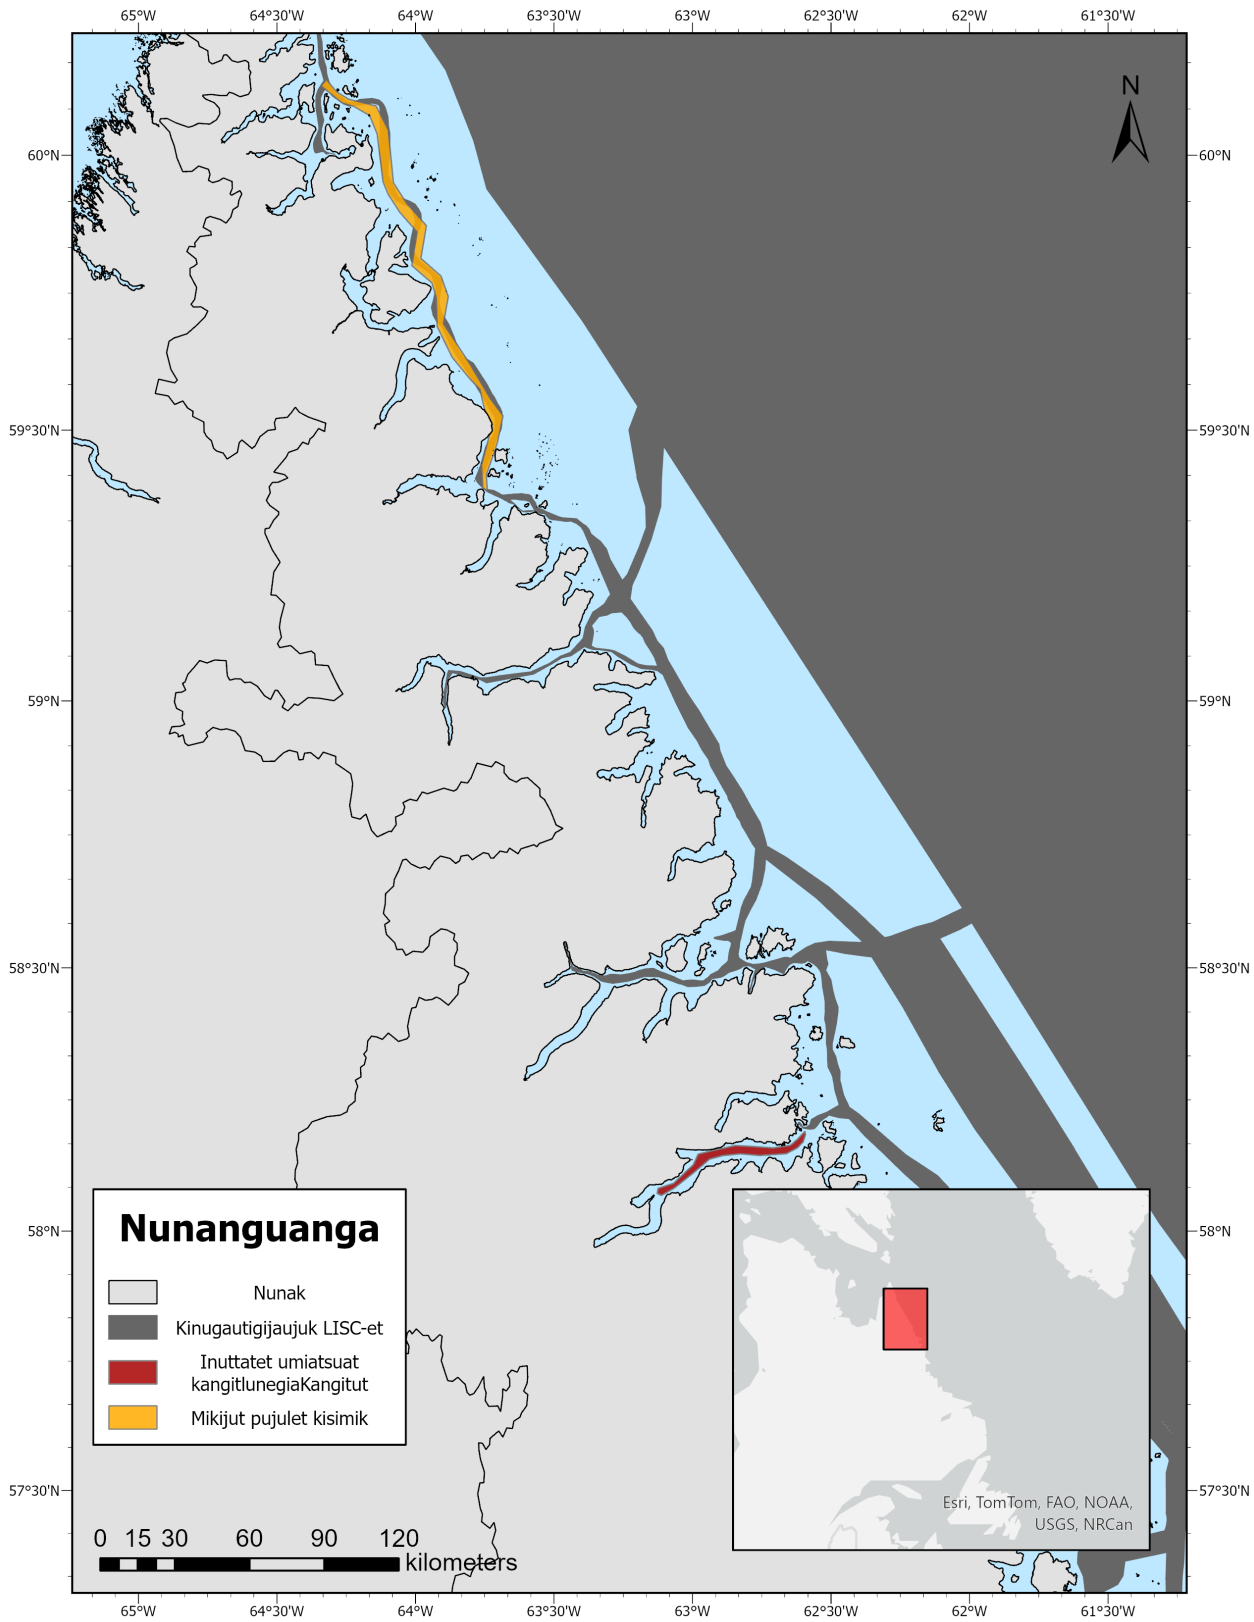 65°W 64°30'W 64°W 63°30'W 63°W 62°30'W 62°W 61°30'W
N
60°N 60°N
59°30'N 59°30'N
59°N 59°N
58°30'N 58°30'N
58°N 58°N
57°30'N 57°30'N
Nunanguanga
Nunak
Kinugautigijaujuk LISC-et
Inuttatet umiatsuat
kangitlunegiaKangitut
Mikijut pujulet kisimik
Esri, TomTom, FAO, NOAA,
USGS, NRCan
0 15 30 60 90 120
kilometers
65°W 64°30'W 64°W 63°30'W 63°W 62°30'W 62°W 61°30'W